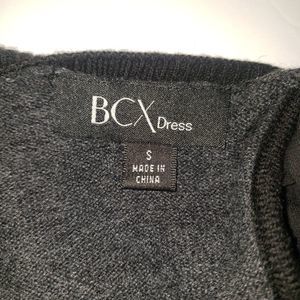 BCX Dress
S
MADE IN
CHINA